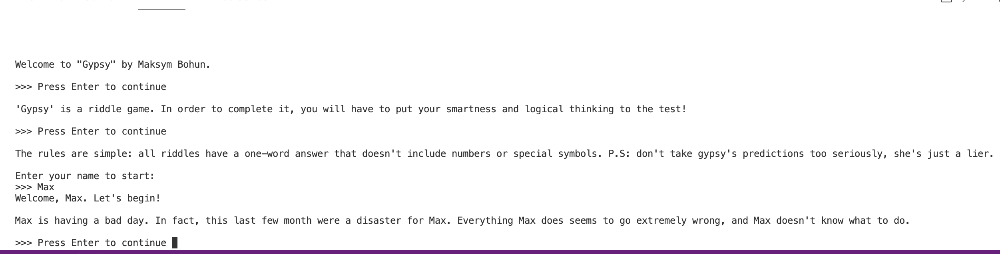 Welcome to "Gypsy" by Maksym Bohun.
>>> Press Enter to continue
'Gypsy' is a riddle game. In order to complete it, you will have to put your smartness and logical thinking to the test!
>>> Press Enter to continue
The rules are simple: all riddles have a one-word answer that doesn't include numbers or special symbols. P.S: don't take gypsy's predictions too seriously, she's just a lier.
Enter your name to start:
>>> Max
Welcome, Max. Let's begin!
Max is having a bad day. In fact, this last few month were a disaster for Max. Everything Max does seems to go extremely wrong, and Max doesn't know what to do.
>>> Press Enter to continue